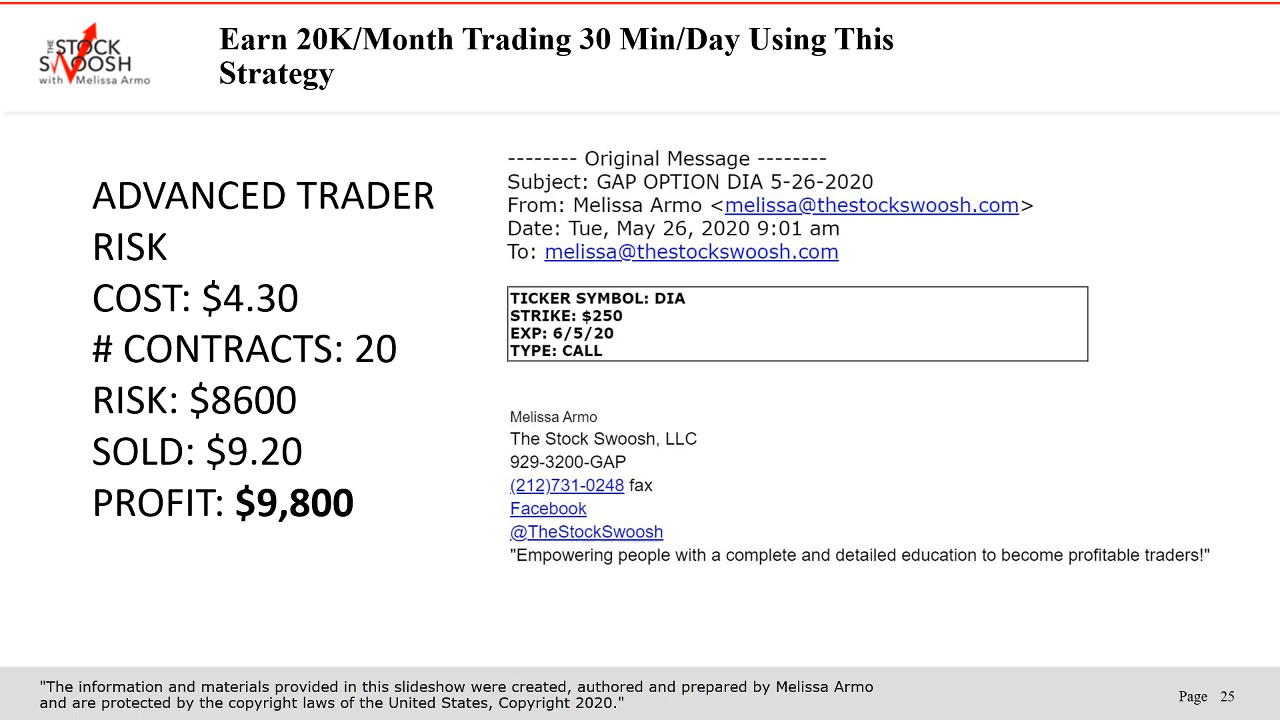 THE
STOCK
SWOOSH
with Melissa Armo
Earn 20K/Month Trading 30 Min/Day Using This
Strategy
ADVANCED TRADER
RISK
COST: $4.30
# CONTRACTS: 20
RISK: $8600
SOLD: $9.20
PROFIT: $9,800
-------- Original Message --------
Subject: GAP OPTION DIA 5-26-2020
From: Melissa Armo <melissa@thestockswoosh.com>
Date: Tue, May 26, 2020 9:01 am
To: melissa@thestockswoosh.com
TICKER SYMBOL: DIA
STRIKE: $250
EXP: 6/5/20
TYPE: CALL
Melissa Armo
The Stock Swoosh, LLC
929-3200-GAP
(212)731-0248 fax
Facebook
@TheStockSwoosh
"Empowering people with a complete and detailed education to become profitable traders!"
"The information and materials provided in this slideshow were created, authored and prepared by Melissa Armo
and are protected by the copyright laws of the United States, Copyright 2020."
Page 25